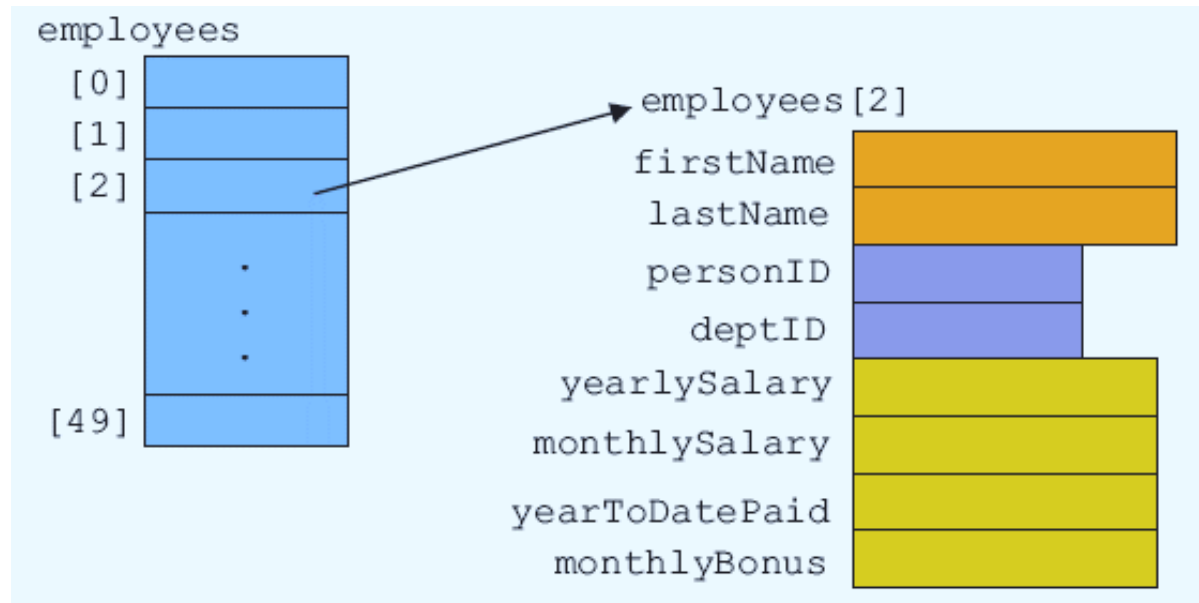 employees
[0]
[1]
[2]
.
.
.
[49]
employees[2]
firstName
lastName
personID
deptID
yearlySalary
monthlySalary
yearToDatePaid
monthlyBonus